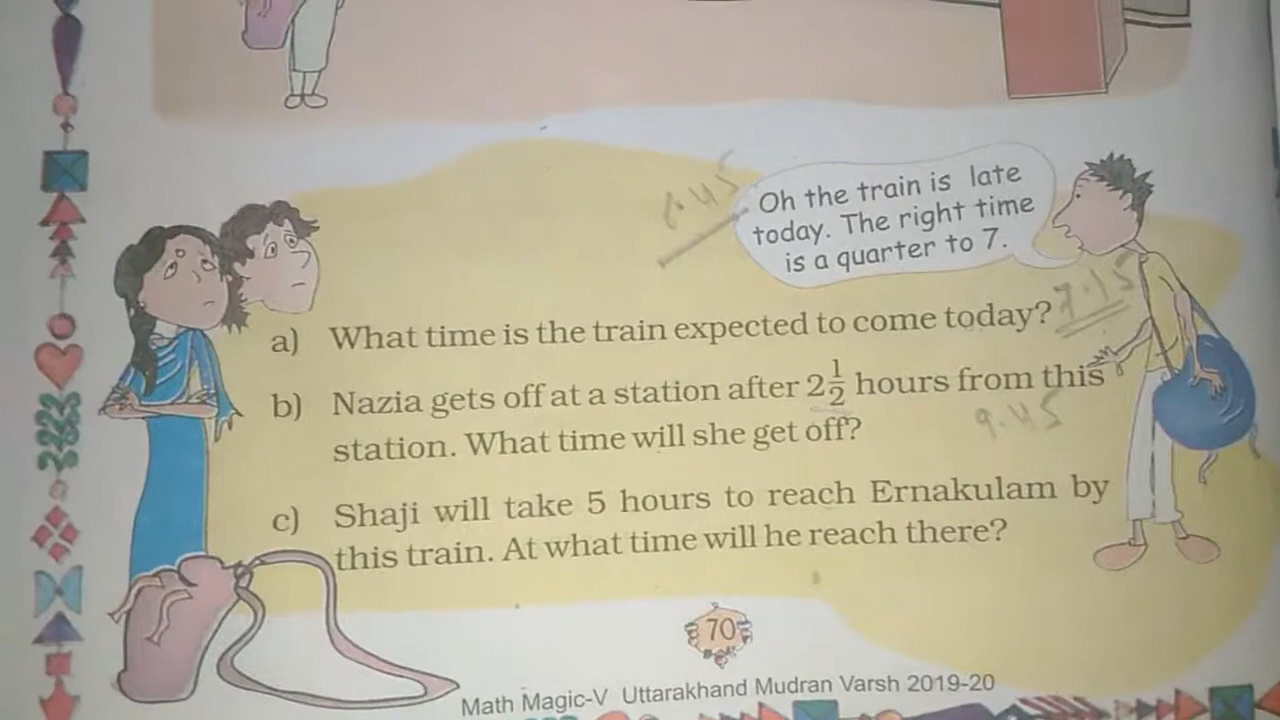 6.45
Oh the train is late
today. The right time
is a quarter to 7.
a) What time is the train expected to come today? 7.15
b) Nazia gets off at a station after 2 1/2 hours from this
station. What time will she get off? 9.45
c) Shaji will take 5 hours to reach Ernakulam by
this train. At what time will he reach there?
70
Math Magic-V Uttarakhand Mudran Varsh 2019-20